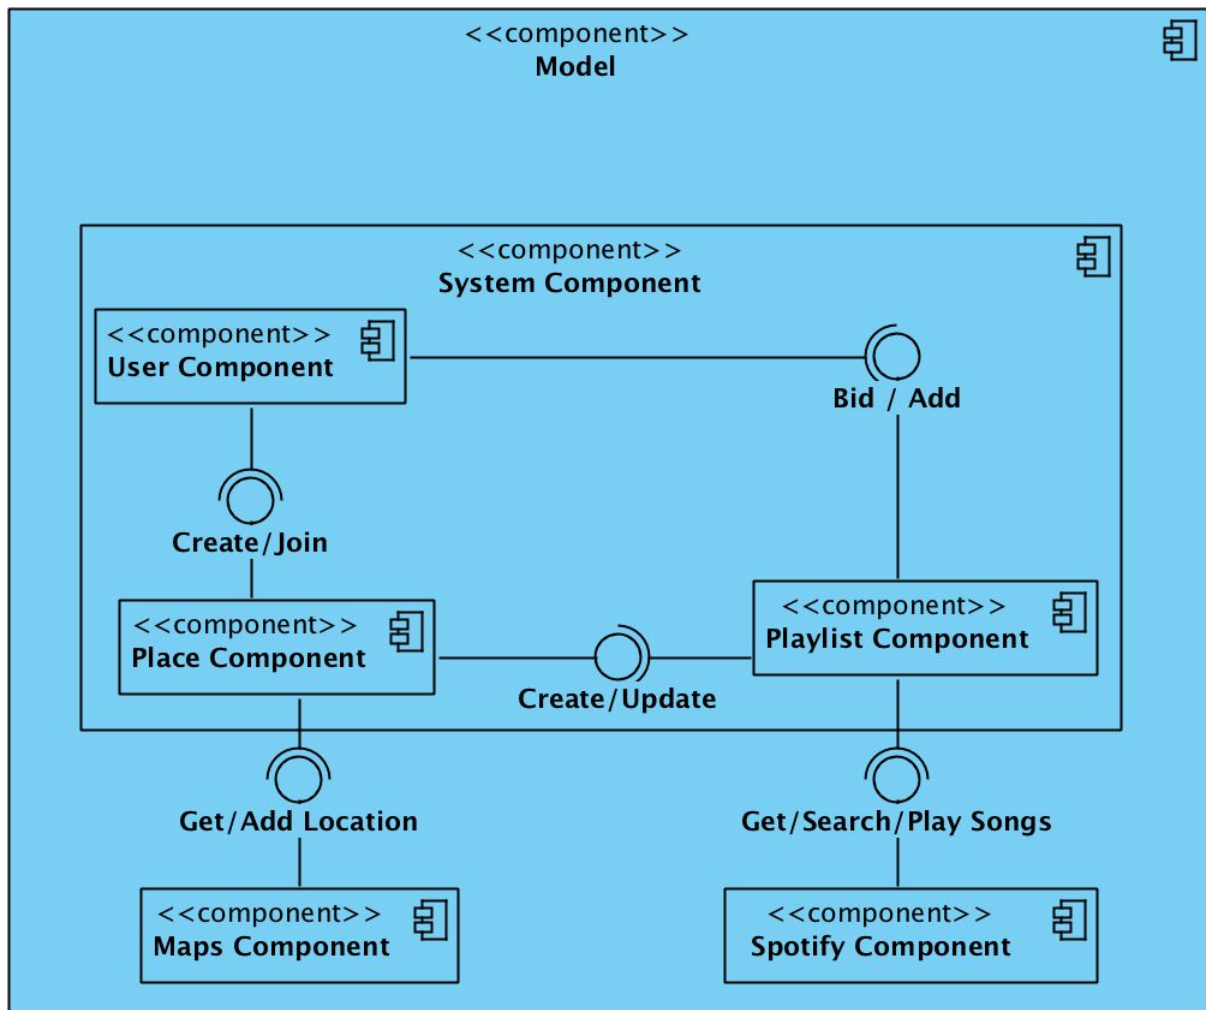 <<component>>
Model
<<component>>
System Component
<<component>>
User Component
Bid / Add
Create/Join
<<component>>
Place Component
<<component>>
Playlist Component
Create/Update
Get/Add Location
Get/Search/Play Songs
<<component>>
Maps Component
<<component>>
Spotify Component